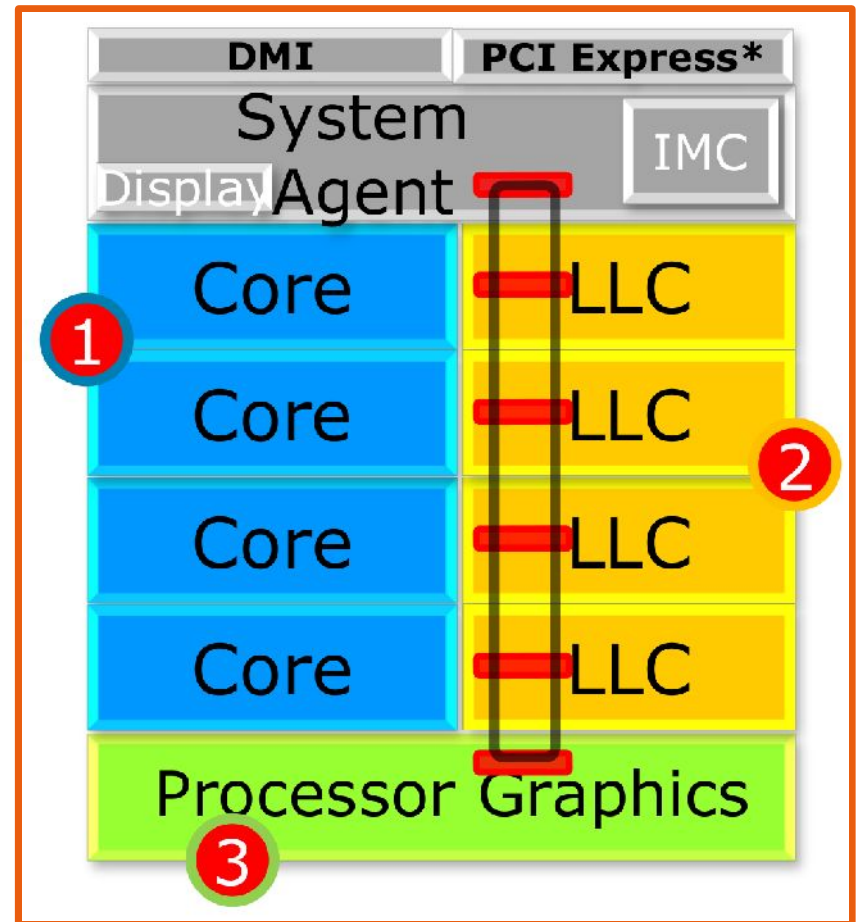 DMI PCI Express*
System
IMC
Display Agent
Core LLC
1
Core LLC
2
Core LLC
Core LLC
Processor Graphics
3